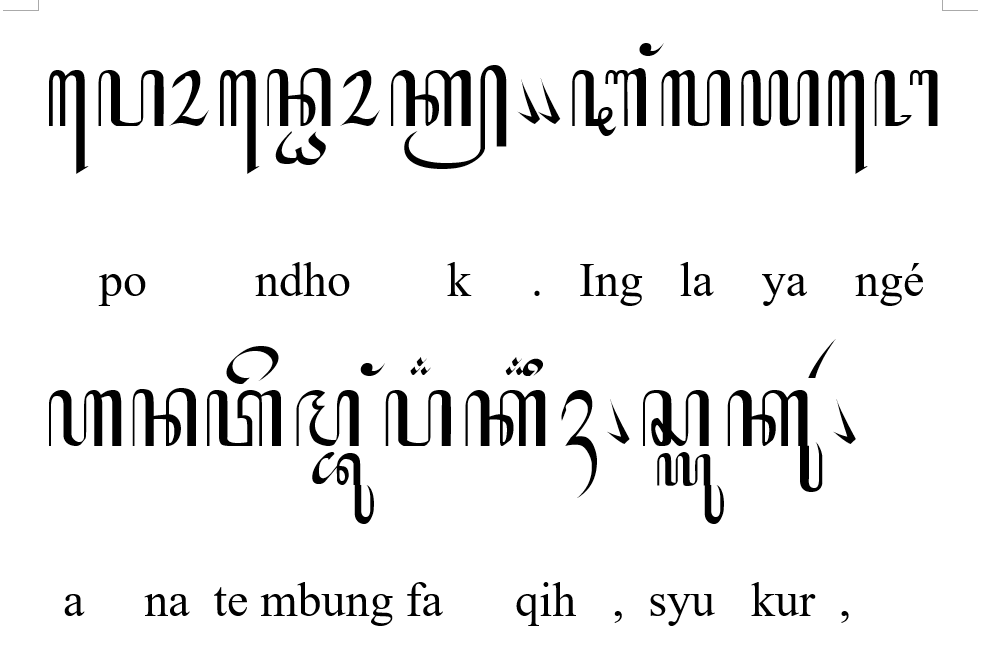 ꦥꦺꦴꦤ꧀ꦝꦺꦴꦏ꧀꧉ꦆꦁꦭꦪꦔꦺ
po ndho k . Ing la ya ngé
ꦲꦤꦠꦼꦩ꧀ꦧꦸꦁꦥ꦳ꦏ꦳ꦶꦃ꧈ꦱ꧀ꦪꦸꦏꦸꦂ꧈
a na te mbung fa qih , syu kur ,